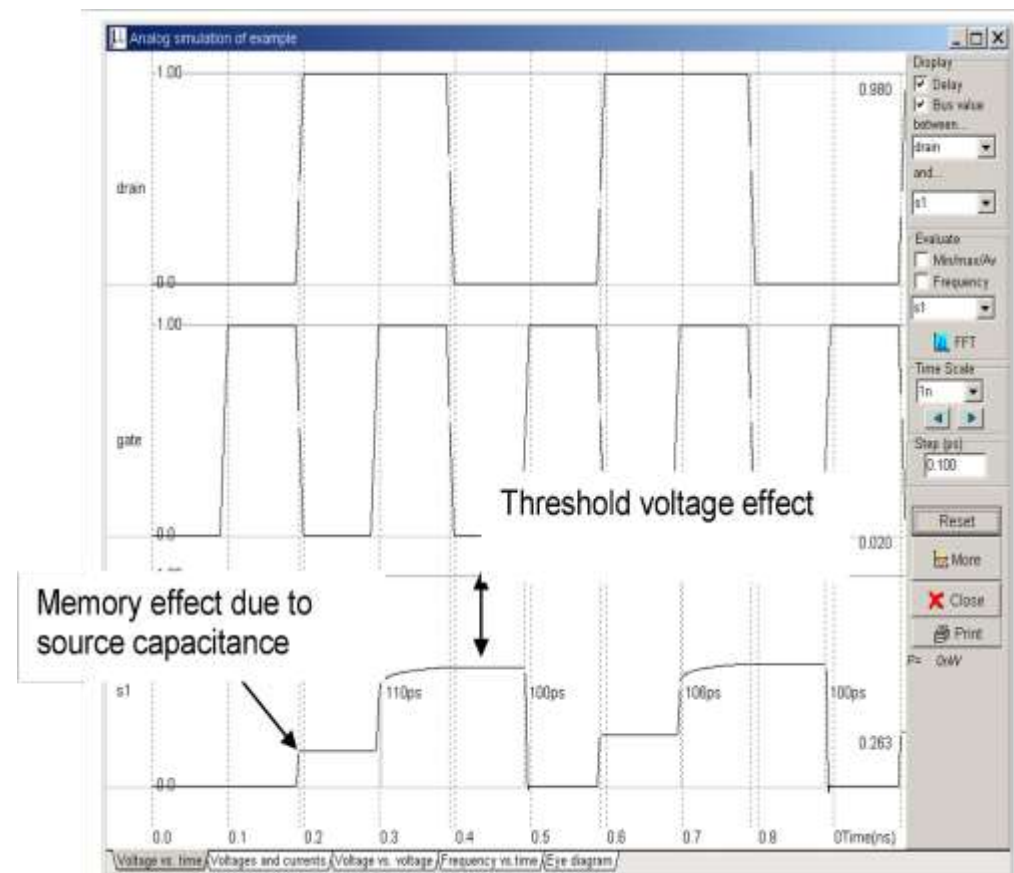 Analog simulation of example
1.00
0.980
drain
0.0
1.00
gate
0.0
0.020
Threshold voltage effect
Memory effect due to
source capacitance
s1
110ps
100ps
106ps
100ps
0.263
0.0
0.0 0.1 0.2 0.3 0.4 0.5 0.6 0.7 0.8 0Time(ns)
Voltage vs. time Voltages and currents Voltage vs. voltage Frequency vs. time Eye diagram
Display
Delay
Bus value
between...
drain
and...
s1
Evaluate
Min/max/Av
Frequency
s1
FFT
Time Scale
1n
Step (ps)
0.100
Reset
More
Close
Print
P= 0nW